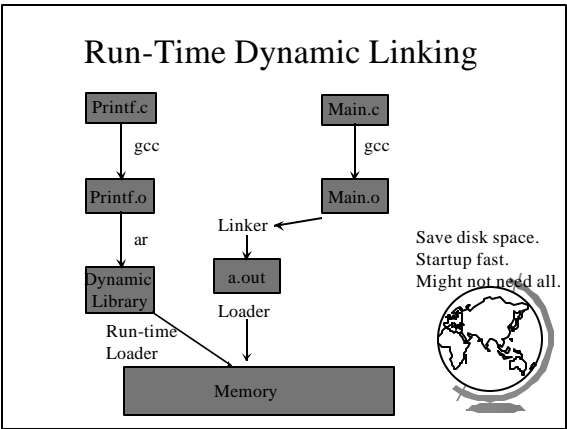 Run-Time Dynamic Linking
Printf.c
Main.c
gcc
gcc
Printf.o
Main.o
Linker
ar
Save disk space.
Startup fast.
Might not need all.
Dynamic
Library
a.out
Loader
Run-time
Loader
Memory